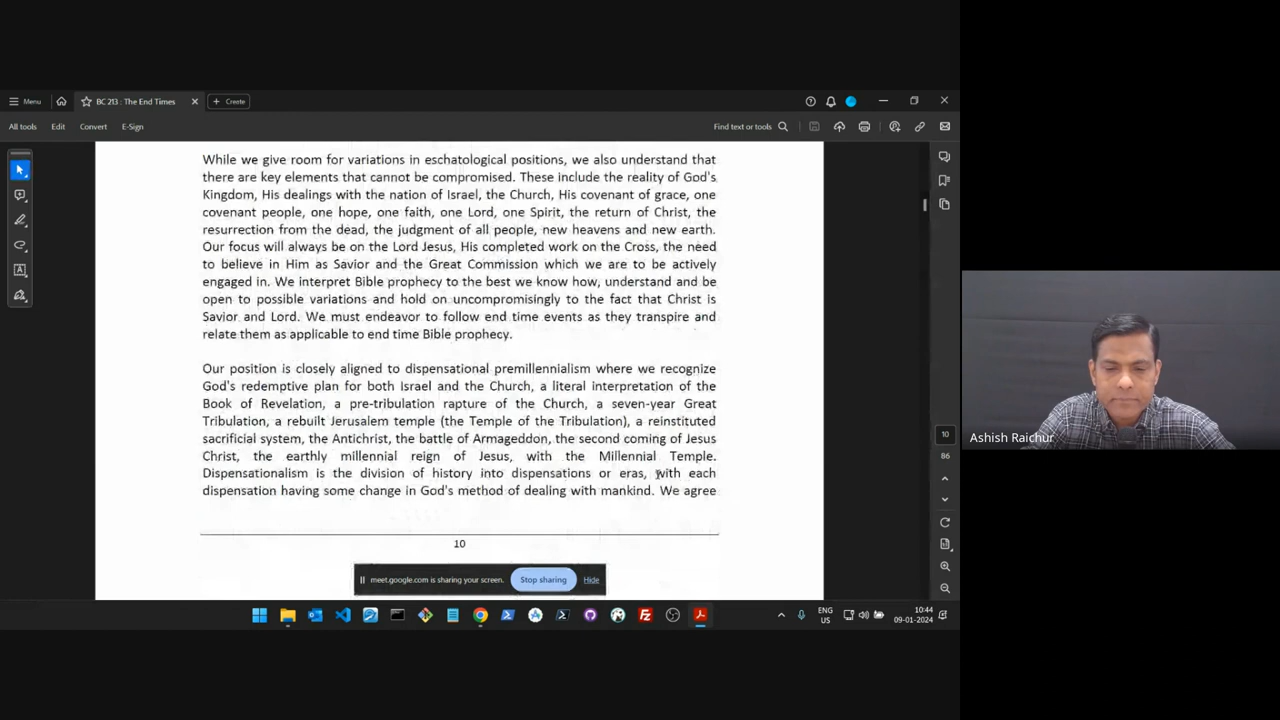 Menu
BC 213 : The End Times
Create
All tools
Edit
Convert
E-Sign
Find text or tools
While we give room for variations in eschatological positions, we also understand that
there are key elements that cannot be compromised. These include the reality of God's
Kingdom, His dealings with the nation of Israel, the Church, His covenant of grace, one
covenant people, one hope, one faith, one Lord, one Spirit, the return of Christ, the
resurrection from the dead, the judgment of all people, new heavens and new earth.
Our focus will always be on the Lord Jesus, His completed work on the Cross, the need
to believe in Him as Savior and the Great Commission which we are to be actively
engaged in. We interpret Bible prophecy to the best we know how, understand and be
open to possible variations and hold on uncompromisingly to the fact that Christ is
Savior and Lord. We must endeavor to follow end time events as they transpire and
relate them as applicable to end time Bible prophecy.
Our position is closely aligned to dispensational premillennialism where we recognize
God's redemptive plan for both Israel and the Church, a literal interpretation of the
Book of Revelation, a pre-tribulation rapture of the Church, a seven-year Great
Tribulation, a rebuilt Jerusalem temple (the Temple of the Tribulation), a reinstituted
sacrificial system, the Antichrist, the battle of Armageddon, the second coming of Jesus
Christ, the earthly millennial reign of Jesus, with the Millennial Temple.
Dispensationalism is the division of history into dispensations or eras, with each
dispensation having some change in God's method of dealing with mankind. We agree
10
10
86
Ashish Raichur
meet.google.com is sharing your screen.
Stop sharing
Hide
ENG
US
10:44
09-01-2024